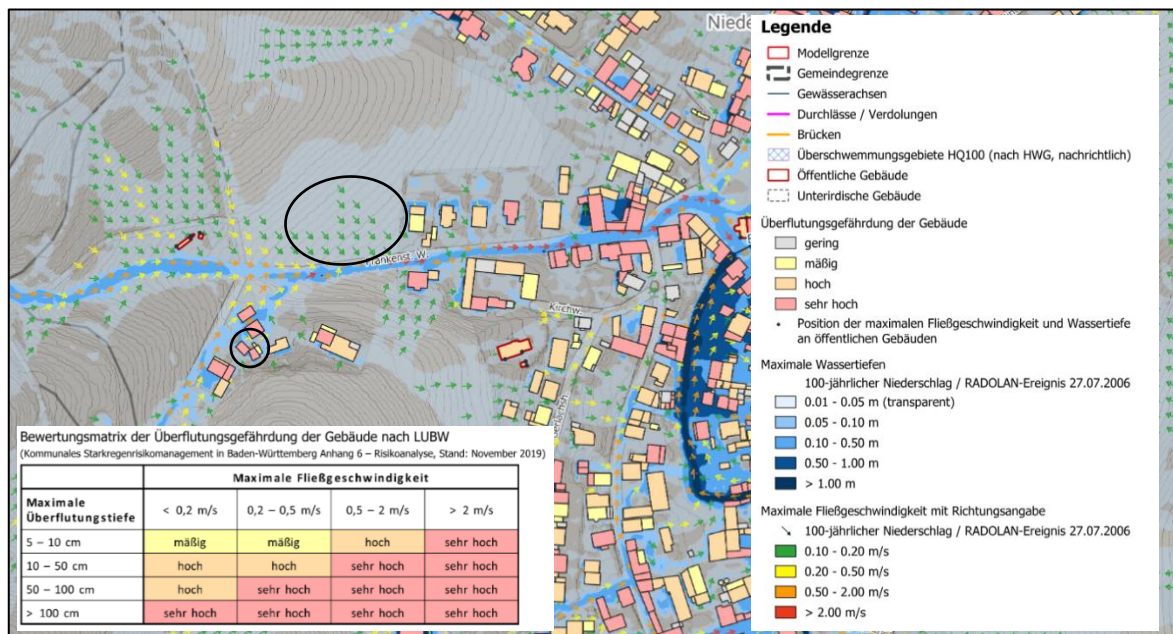 Niede
Frankenst W.
Kirchw.
Legende
Modellgrenze
Gemeindegrenze
Gewässerachsen
Durchlässe / Verdolungen
Brücken
Überschwemmungsgebiete HQ100 (nach HWG, nachrichtlich)
Öffentliche Gebäude
Unterirdische Gebäude
Überflutungsgefährdung der Gebäude
gering
mäßig
hoch
sehr hoch
Position der maximalen Fließgeschwindigkeit und Wassertiefe
an öffentlichen Gebäuden
Maximale Wassertiefen
100-jährlicher Niederschlag / RADOLAN-Ereignis 27.07.2006
0.01 - 0.05 m (transparent)
0.05 - 0.10 m
0.10 - 0.50 m
0.50 - 1.00 m
> 1.00 m
Maximale Fließgeschwindigkeit mit Richtungsangabe
100-jährlicher Niederschlag / RADOLAN-Ereignis 27.07.2006
0.10 - 0.20 m/s
0.20 - 0.50 m/s
0.50 - 2.00 m/s
> 2.00 m/s
Bewertungsmatrix der Überflutungsgefährdung der Gebäude nach LUBW
(Kommunales Starkregenrisikomanagement in Baden-Württemberg Anhang 6 – Risikoanalyse, Stand: November 2019)
Maximale Fließgeschwindigkeit
Maximale Überflutungstiefe < 0,2 m/s 0,2 – 0,5 m/s 0,5 – 2 m/s > 2 m/s
5 – 10 cm mäßig mäßig hoch sehr hoch
10 – 50 cm hoch hoch sehr hoch sehr hoch
50 – 100 cm hoch sehr hoch sehr hoch sehr hoch
> 100 cm sehr hoch sehr hoch sehr hoch sehr hoch